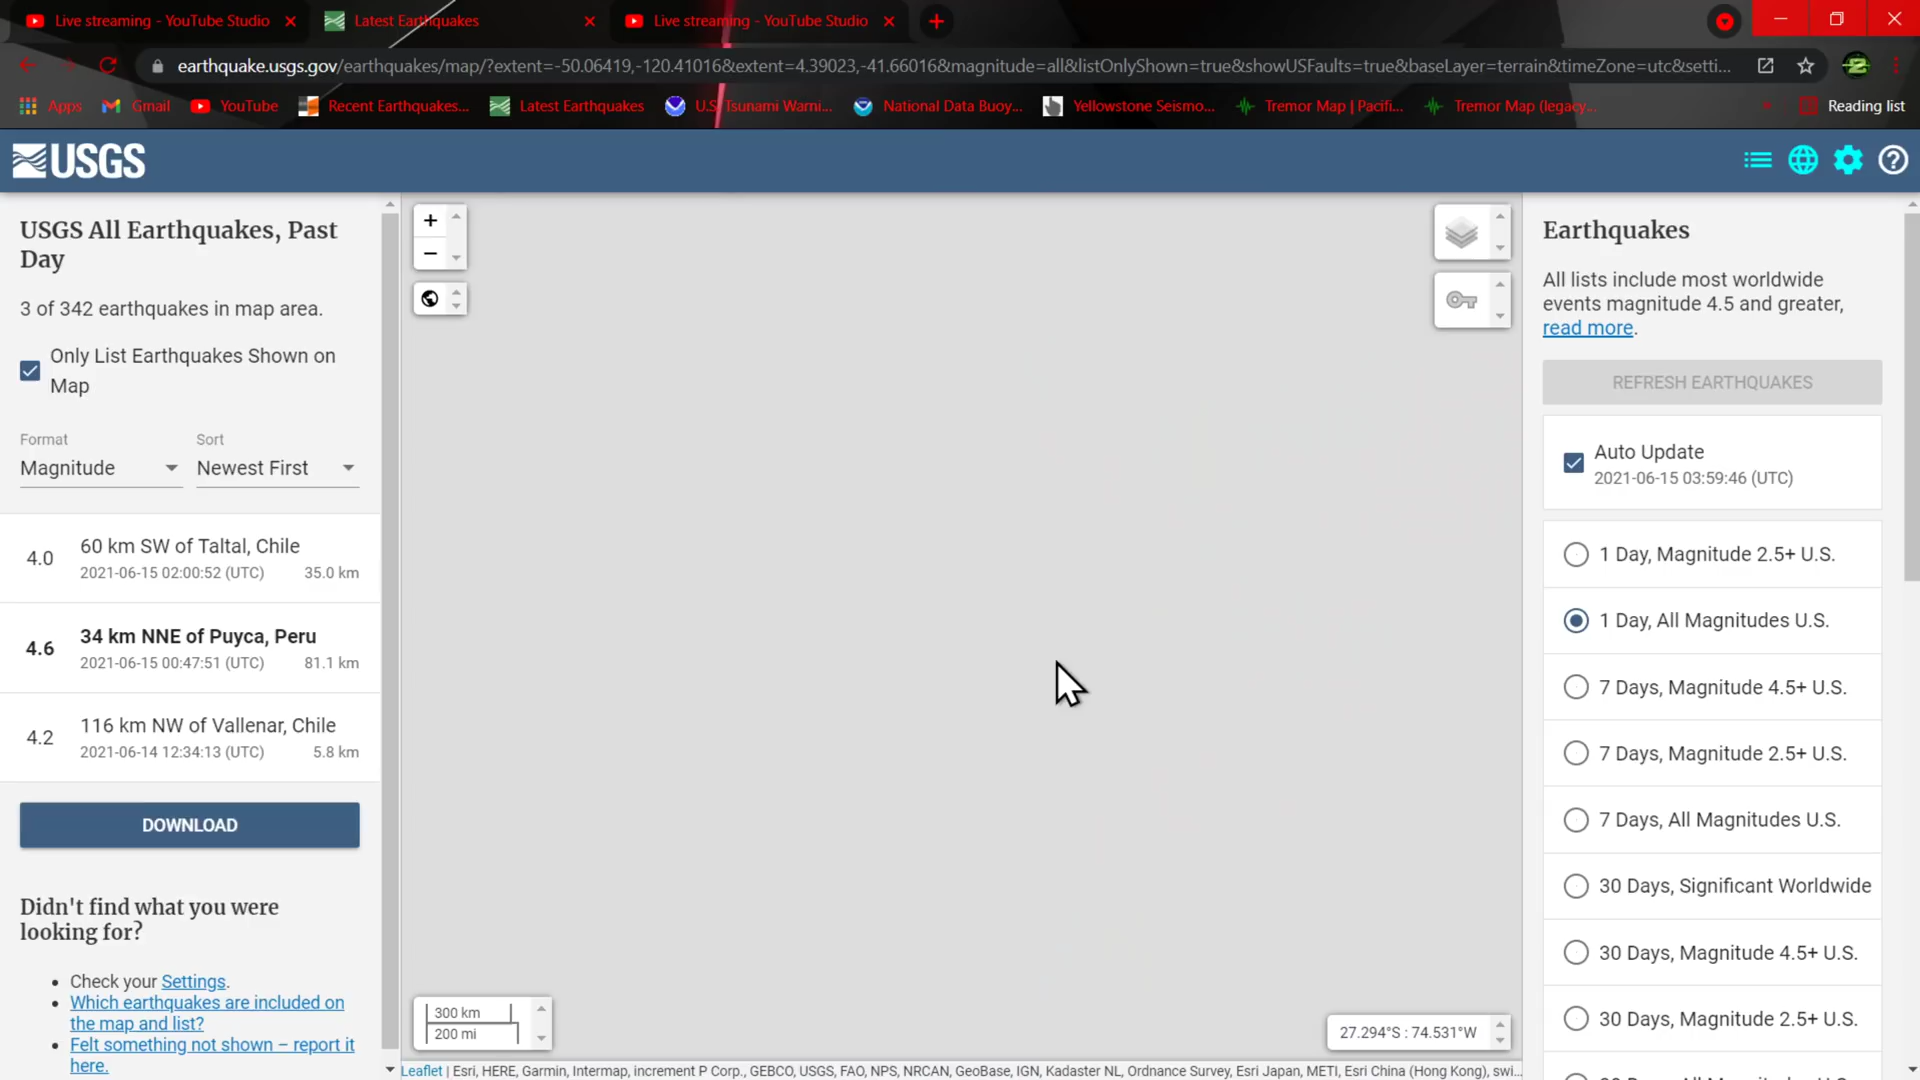 Live streaming - YouTube Studio
Latest Earthquakes
Live streaming - YouTube Studio
earthquake.usgs.gov/earthquakes/map/?extent=-50.06419,-120.41016&extent=4.39023,-41.66016&magnitude=all&listOnlyShown=true&showUSFaults=true&baseLayer=terrain&timeZone=utc&setti...
Apps
Gmail
YouTube
Recent Earthquakes...
Latest Earthquakes
U.S. Tsunami Warni...
National Data Buoy...
Yellowstone Seismo...
Tremor Map | Pacifi...
Tremor Map (legacy...
Reading list
USGS
USGS All Earthquakes, Past
Day
3 of 342 earthquakes in map area.
Only List Earthquakes Shown on
Map
Format
Sort
Magnitude
Newest First
4.0
60 km SW of Taltal, Chile
2021-06-15 02:00:52 (UTC)
35.0 km
4.6
34 km NNE of Puyca, Peru
2021-06-15 00:47:51 (UTC)
81.1 km
4.2
116 km NW of Vallenar, Chile
2021-06-14 12:34:13 (UTC)
5.8 km
DOWNLOAD
Didn't find what you were
looking for?
Check your Settings.
Which earthquakes are included on
the map and list?
Felt something not shown – report it
here.
+
−
300 km
200 mi
27.294°S : 74.531°W
Leaflet | Esri, HERE, Garmin, Intermap, increment P Corp., GEBCO, USGS, FAO, NPS, NRCAN, GeoBase, IGN, Kadaster NL, Ordnance Survey, Esri Japan, METI, Esri China (Hong Kong), swi...
Earthquakes
All lists include most worldwide
events magnitude 4.5 and greater,
read more.
REFRESH EARTHQUAKES
Auto Update
2021-06-15 03:59:46 (UTC)
1 Day, Magnitude 2.5+ U.S.
1 Day, All Magnitudes U.S.
7 Days, Magnitude 4.5+ U.S.
7 Days, Magnitude 2.5+ U.S.
7 Days, All Magnitudes U.S.
30 Days, Significant Worldwide
30 Days, Magnitude 4.5+ U.S.
30 Days, Magnitude 2.5+ U.S.